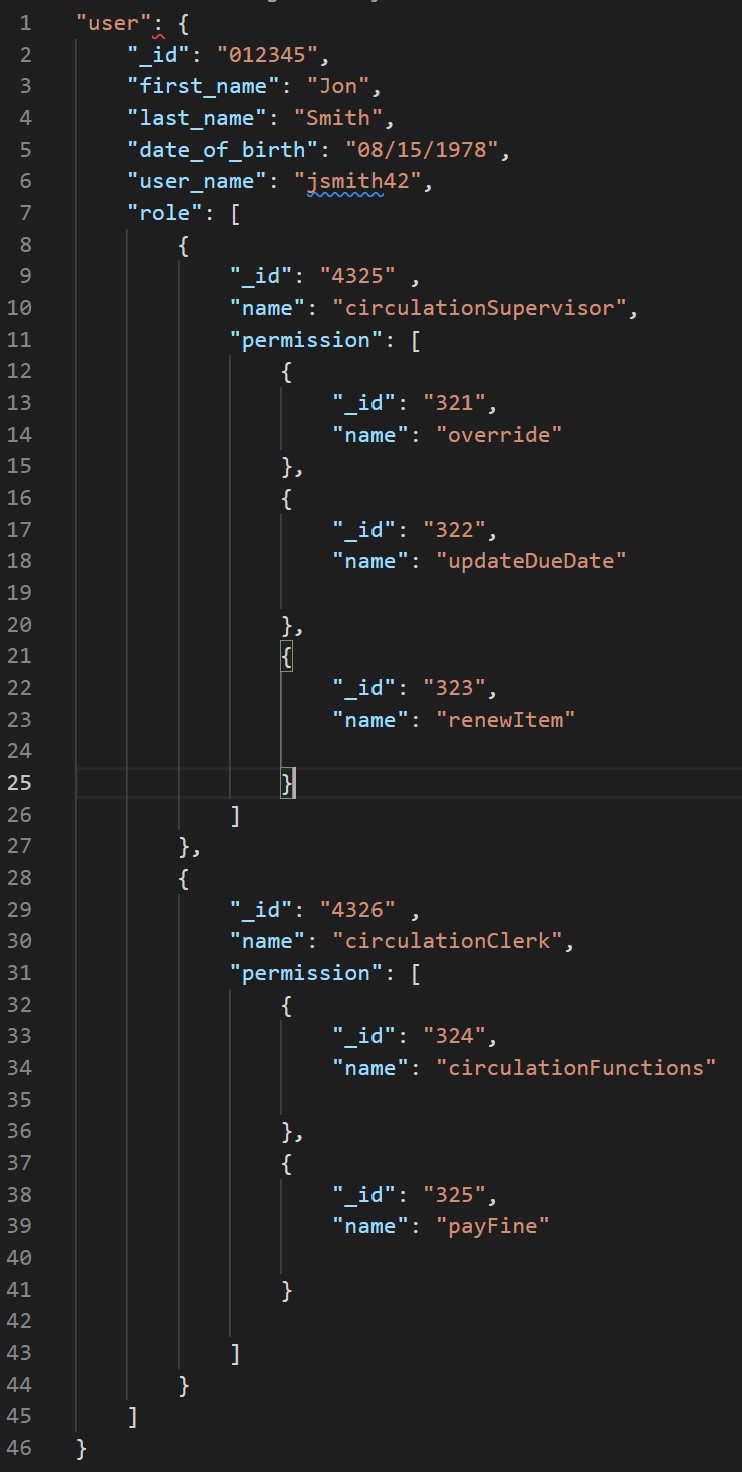 1 "user": {
2 "_id": "012345",
3 "first_name": "Jon",
4 "last_name": "Smith",
5 "date_of_birth": "08/15/1978",
6 "user_name": "jsmith42",
7 "role": [
8 {
9 "_id": "4325" ,
10 "name": "circulationSupervisor",
11 "permission": [
12 {
13 "_id": "321",
14 "name": "override"
15 },
16 {
17 "_id": "322",
18 "name": "updateDueDate"
19
20 },
21 {
22 "_id": "323",
23 "name": "renewItem"
24
25 }
26 ]
27 },
28 {
29 "_id": "4326" ,
30 "name": "circulationClerk",
31 "permission": [
32 {
33 "_id": "324",
34 "name": "circulationFunctions"
35
36 },
37 {
38 "_id": "325",
39 "name": "payFine"
40
41 }
42
43 ]
44 }
45 ]
46 }